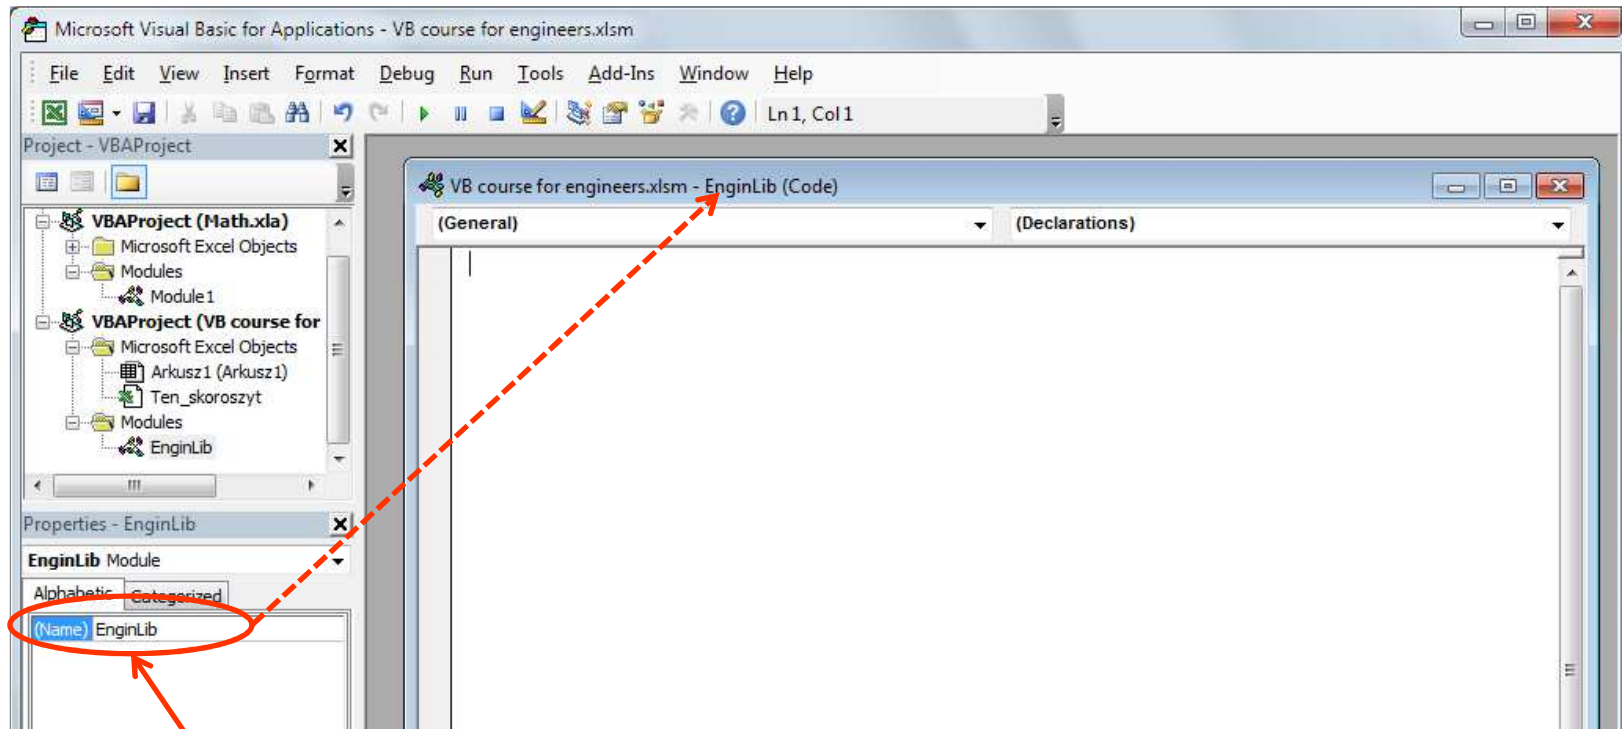 Microsoft Visual Basic for Applications - VB course for engineers.xlsm
File Edit View Insert Format Debug Run Tools Add-Ins Window Help
Ln 1, Col 1
Project - VBAProject
VBAProject (Math.xla)
Microsoft Excel Objects
Modules
Module1
VBAProject (VB course for
Microsoft Excel Objects
Arkusz1 (Arkusz1)
Ten_skoroszyt
Modules
EnginLib
Properties - EnginLib
EnginLib Module
Alphabetic Categorized
(Name) EnginLib
VB course for engineers.xlsm - EnginLib (Code)
(General) (Declarations)